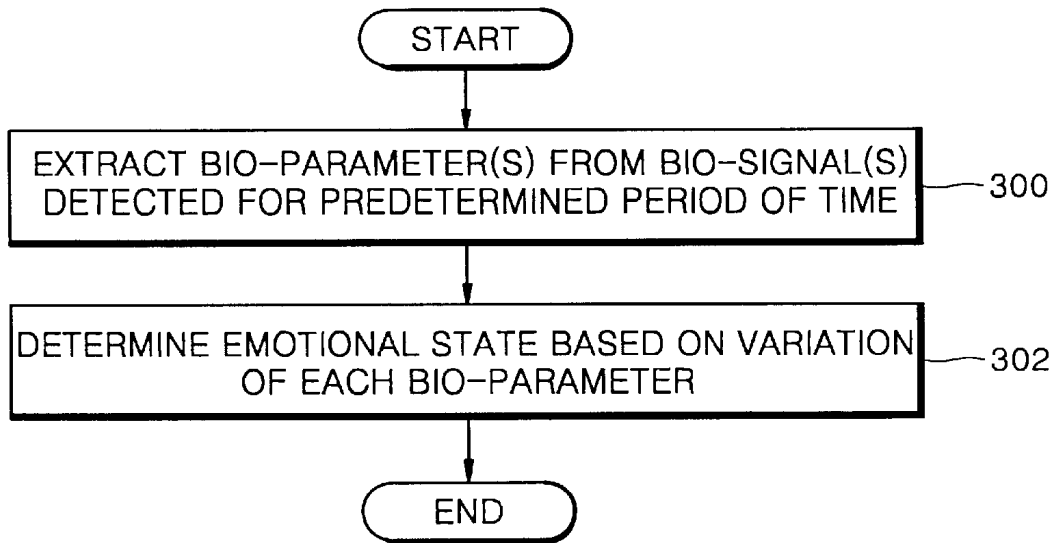 START
EXTRACT BIO-PARAMETER(S) FROM BIO-SIGNAL(S)
DETECTED FOR PREDETERMINED PERIOD OF TIME
300
DETERMINE EMOTIONAL STATE BASED ON VARIATION
OF EACH BIO-PARAMETER
302
END